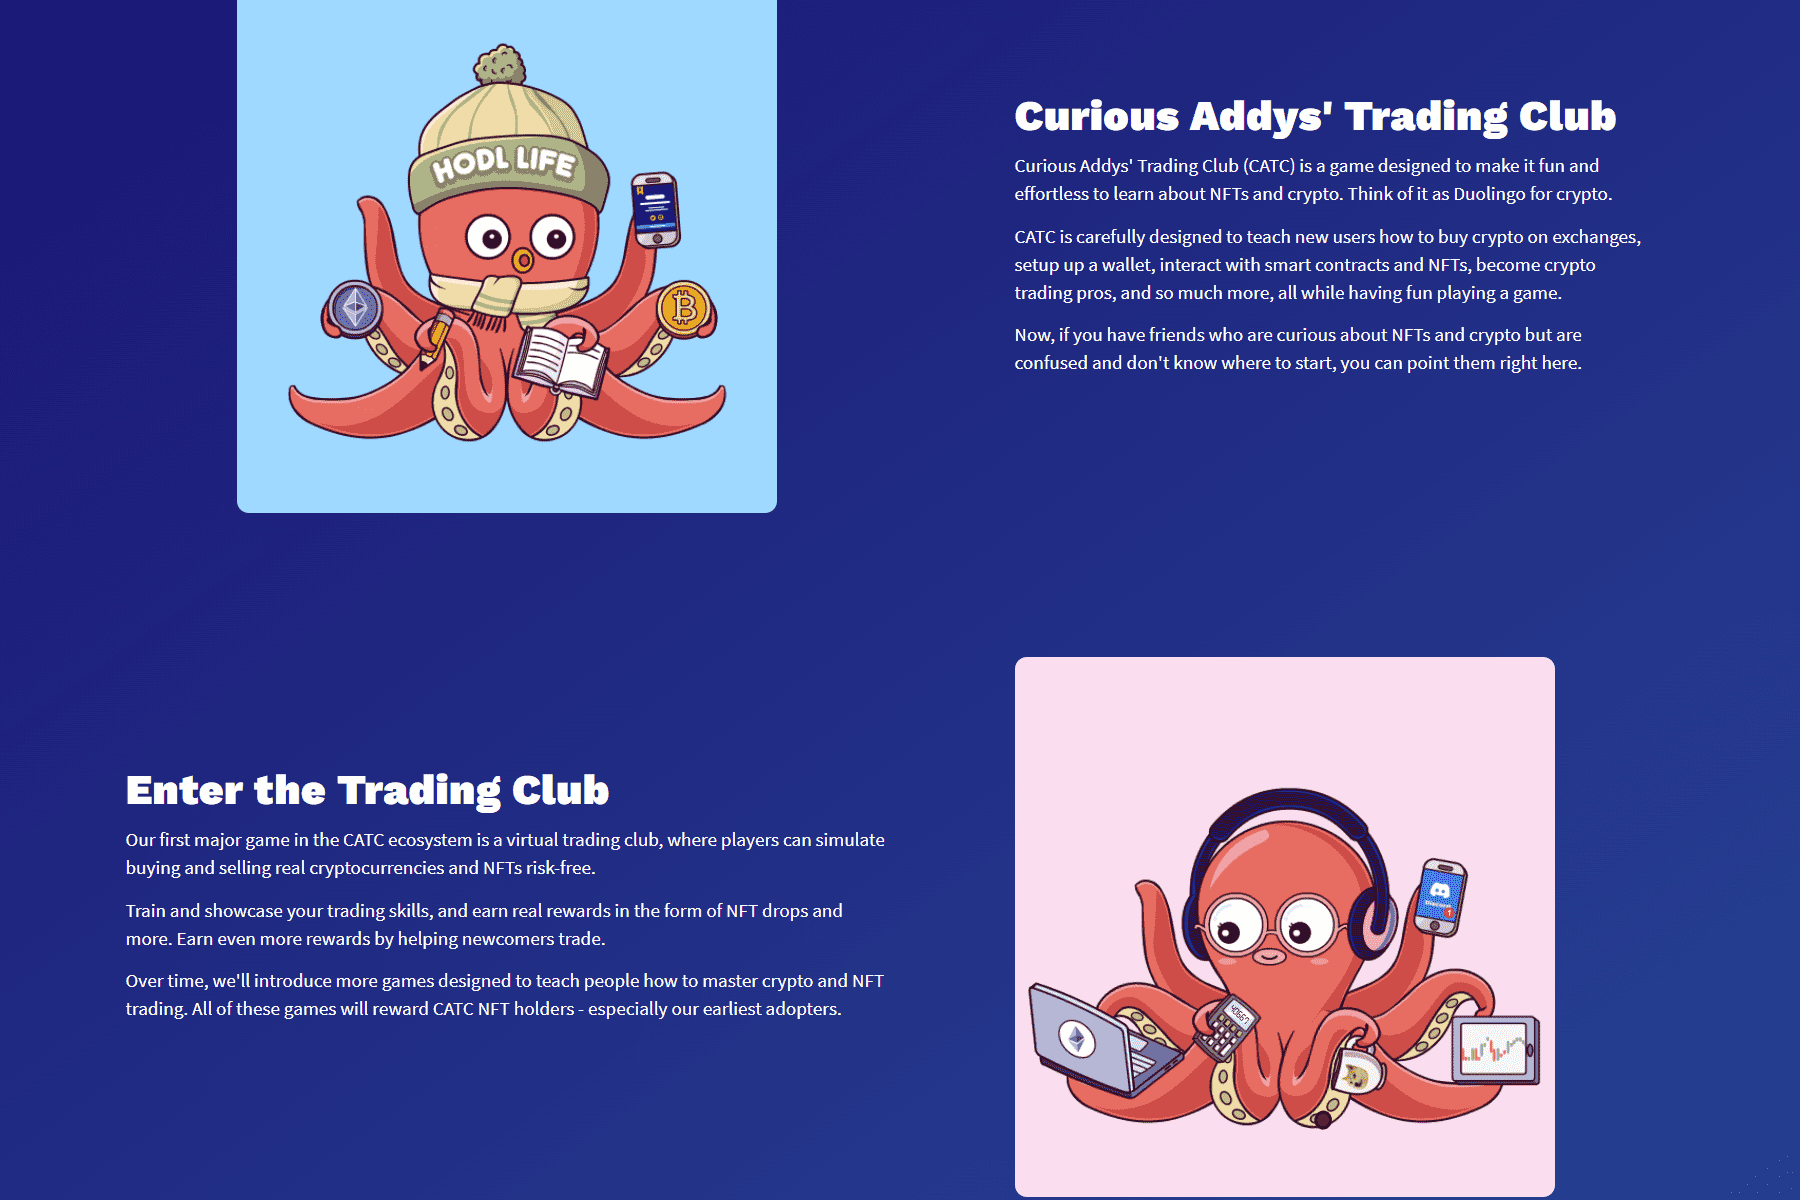 HODL LIFE
Curious Addys' Trading Club
Curious Addys' Trading Club (CATC) is a game designed to make it fun and
effortless to learn about NFTs and crypto. Think of it as Duolingo for crypto.
CATC is carefully designed to teach new users how to buy crypto on exchanges,
setup up a wallet, interact with smart contracts and NFTs, become crypto
trading pros, and so much more, all while having fun playing a game.
Now, if you have friends who are curious about NFTs and crypto but are
confused and don't know where to start, you can point them right here.
Enter the Trading Club
Our first major game in the CATC ecosystem is a virtual trading club, where players can simulate
buying and selling real cryptocurrencies and NFTs risk-free.
Train and showcase your trading skills, and earn real rewards in the form of NFT drops and
more. Earn even more rewards by helping newcomers trade.
Over time, we'll introduce more games designed to teach people how to master crypto and NFT
trading. All of these games will reward CATC NFT holders - especially our earliest adopters.